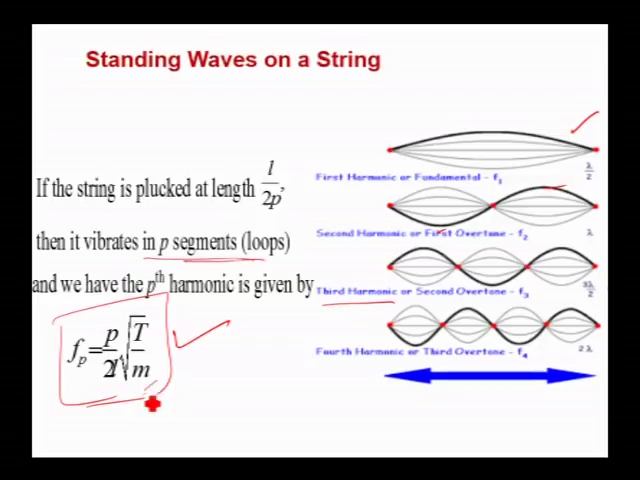 Standing Waves on a String
If the string is plucked at length l/2p,
then it vibrates in p segments (loops)
and we have the pth harmonic is given by
f_p = p/2l √(T/m)
First Harmonic or Fundamental - f1
λ/2
Second Harmonic or First Overtone - f2
λ
Third Harmonic or Second Overtone - f3
3λ/2
Fourth Harmonic or Third Overtone - f4
2λ